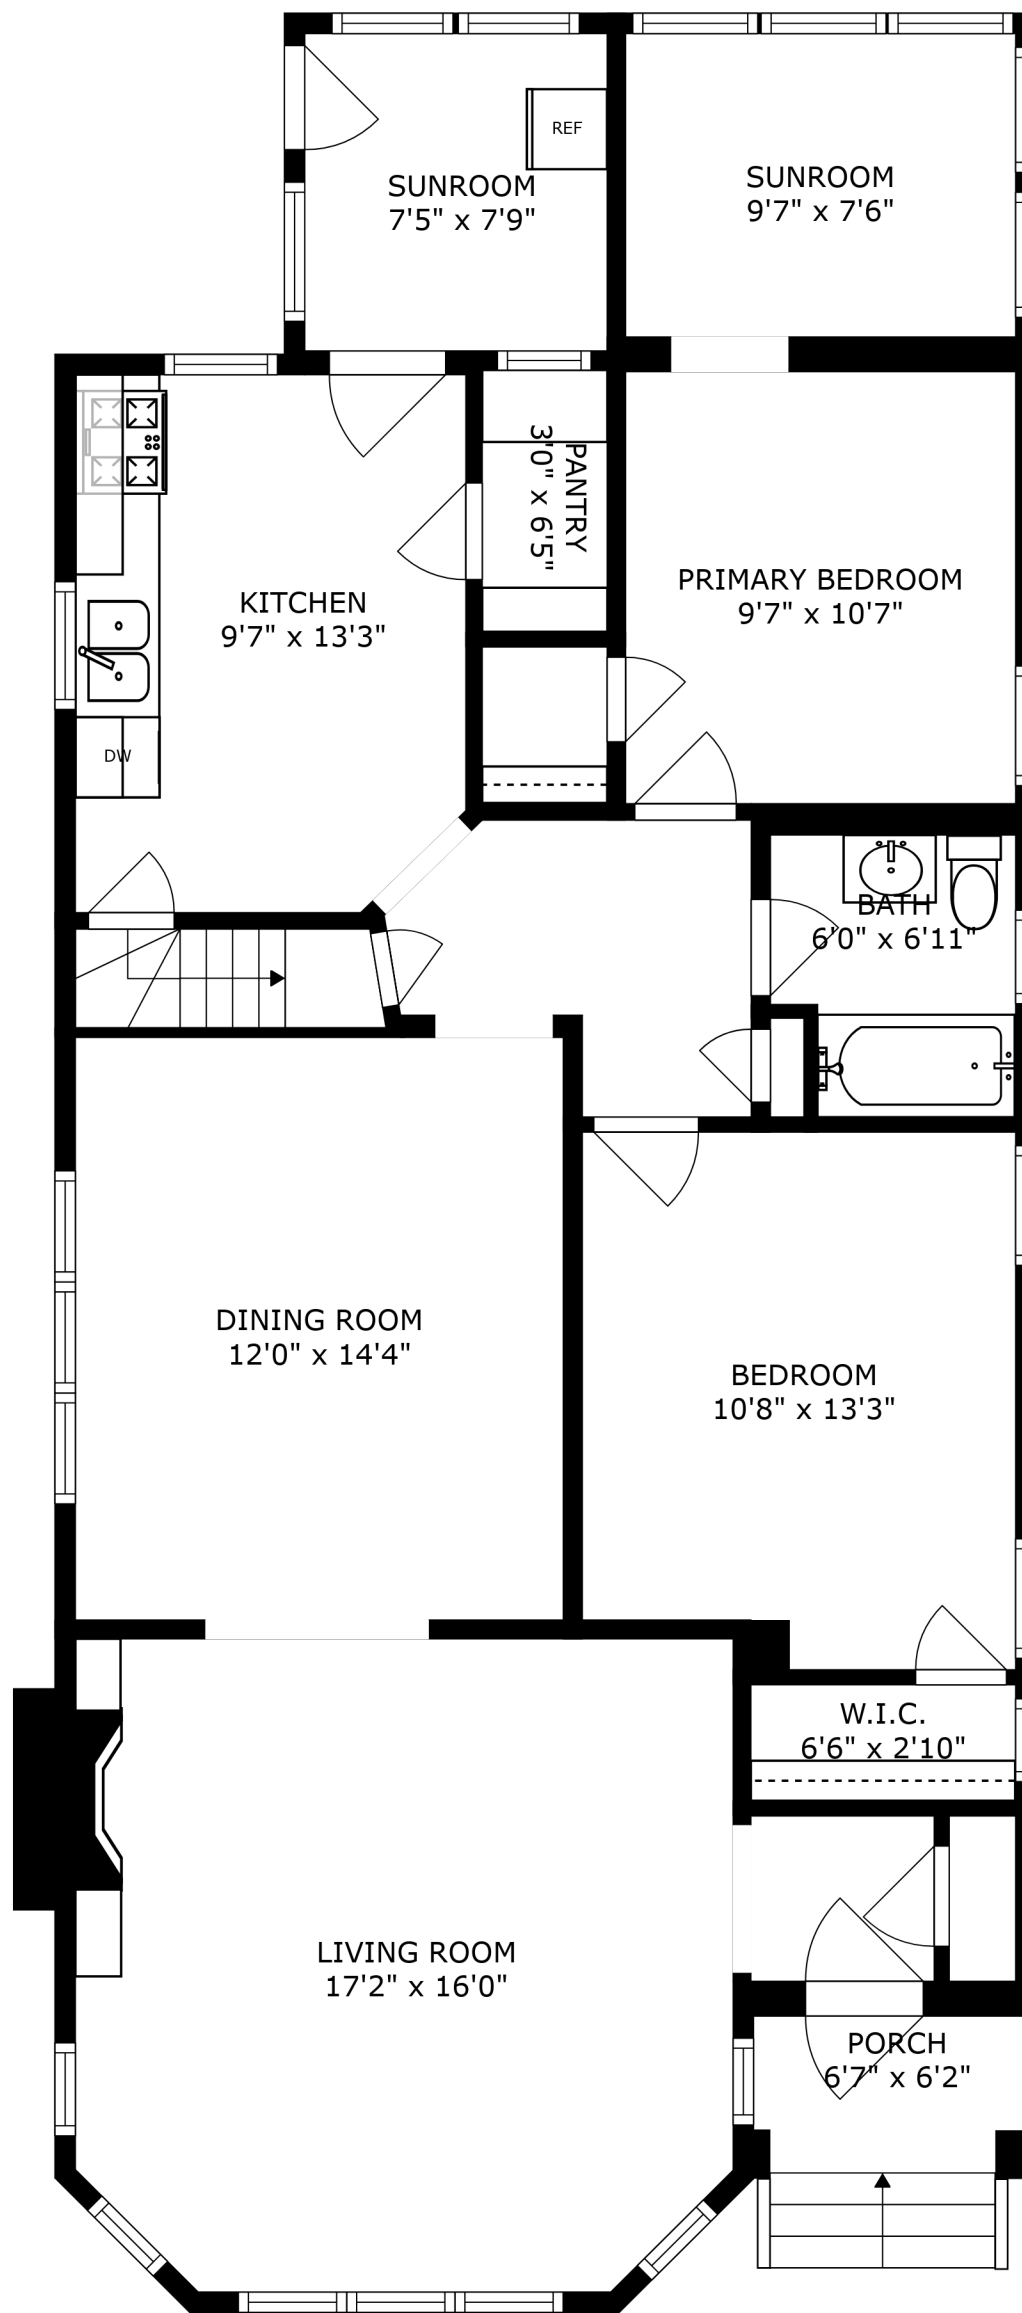 REF
SUNROOM
7'5" x 7'9"
SUNROOM
9'7" x 7'6"
PANTRY
3'0" x 6'5"
PRIMARY BEDROOM
9'7" x 10'7"
KITCHEN
9'7" x 13'3"
DW
BATH
6'0" x 6'11"
DINING ROOM
12'0" x 14'4"
BEDROOM
10'8" x 13'3"
W.I.C.
6'6" x 2'10"
LIVING ROOM
17'2" x 16'0"
PORCH
6'7" x 6'2"